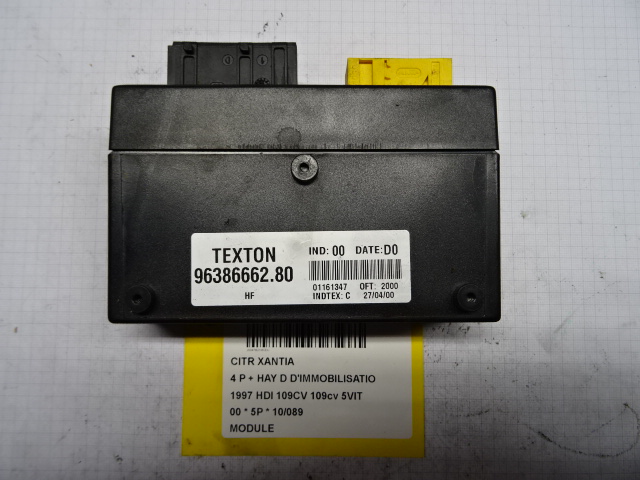 TEXTON
96386662.80
HF
IND: 00 DATE: D0
01161347 OFT: 2000
INDTEX: C 27/04/00
CITR XANTIA
4 P + HAY D D'IMMOBILISATIO
1997 HDI 109CV 109cv 5VIT
00 * 5P * 10/089
MODULE